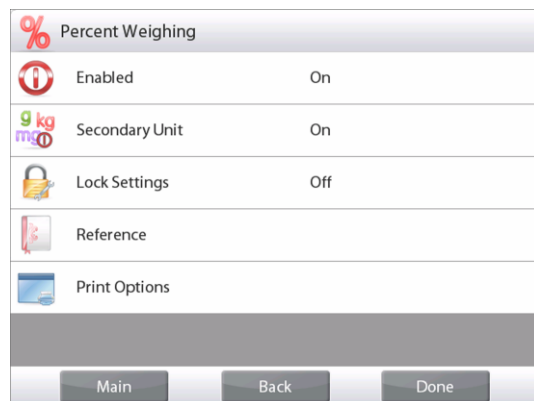 % Percent Weighing
Enabled On
g kg
mg
Secondary Unit On
Lock Settings Off
Reference
Print Options
Main Back Done